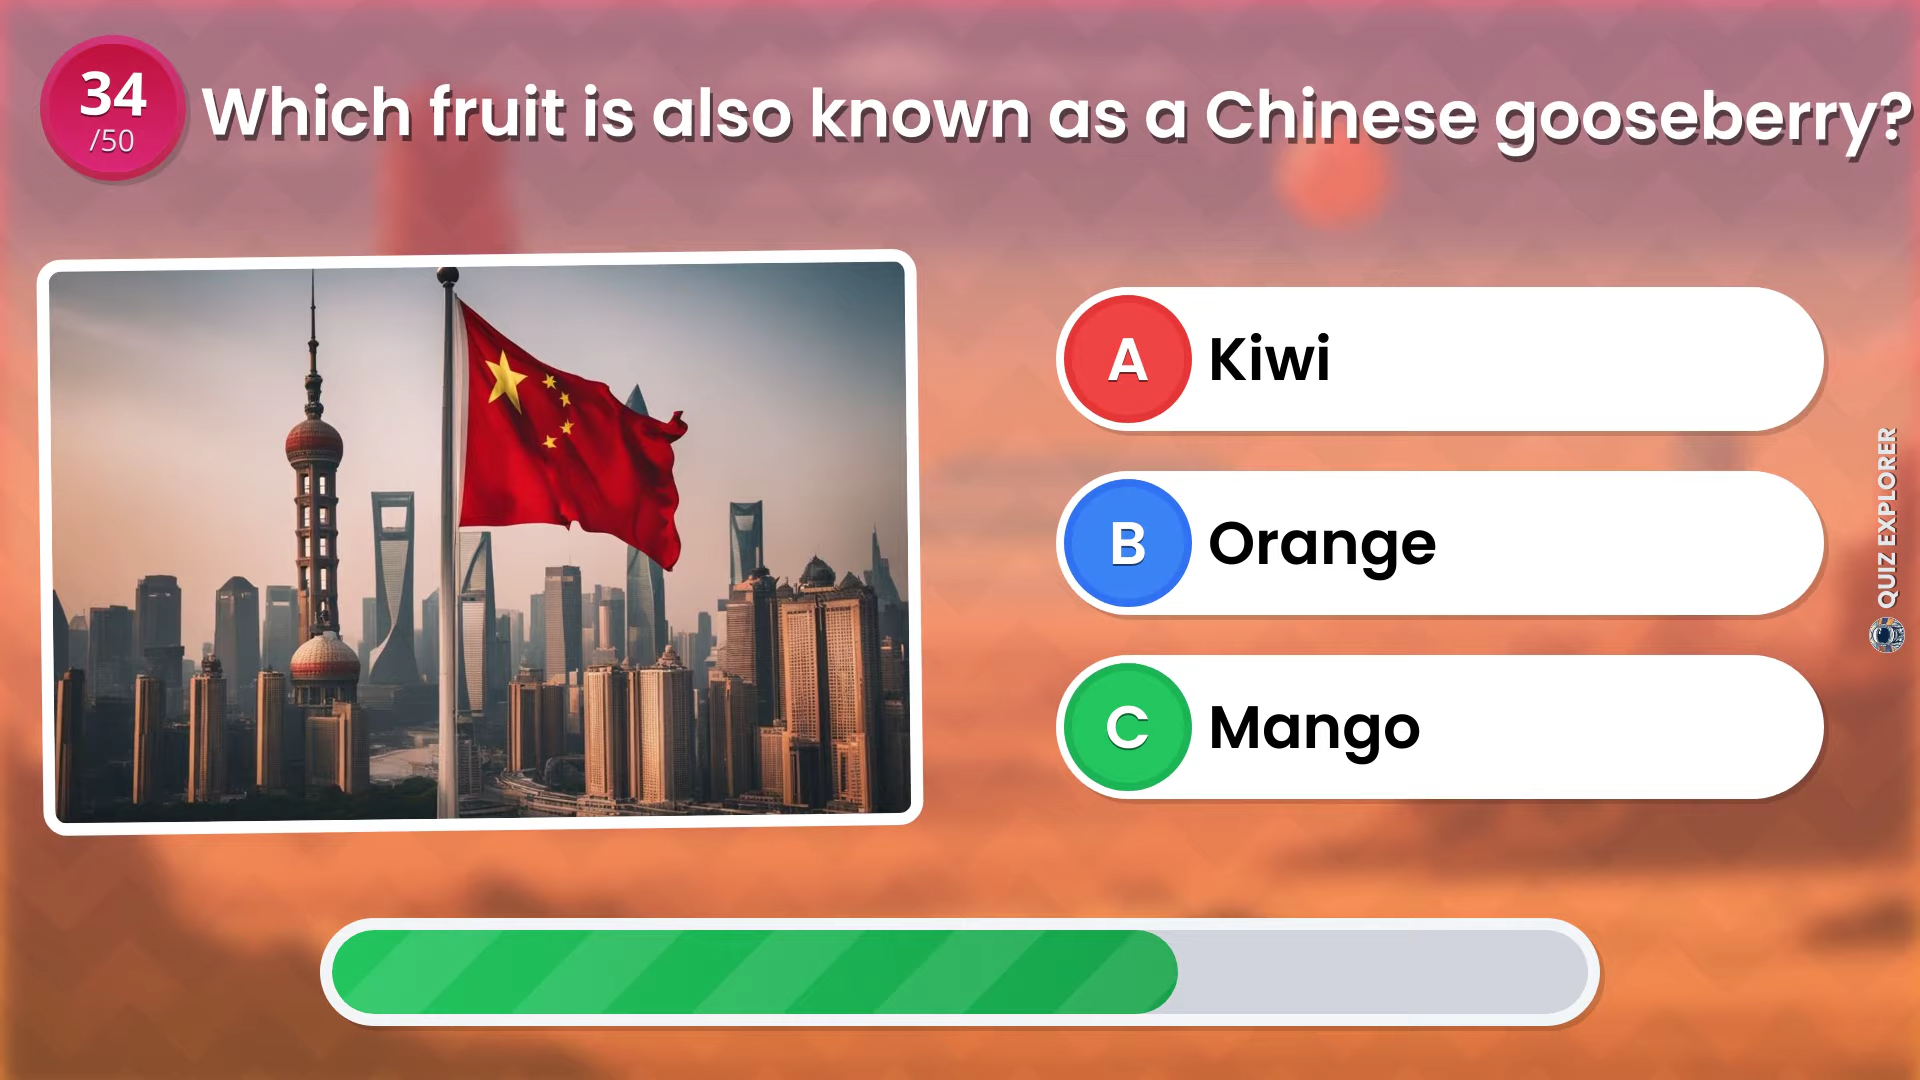 34
/50
Which fruit is also known as a Chinese gooseberry?
A Kiwi
B Orange
C Mango
QUIZ EXPLORER